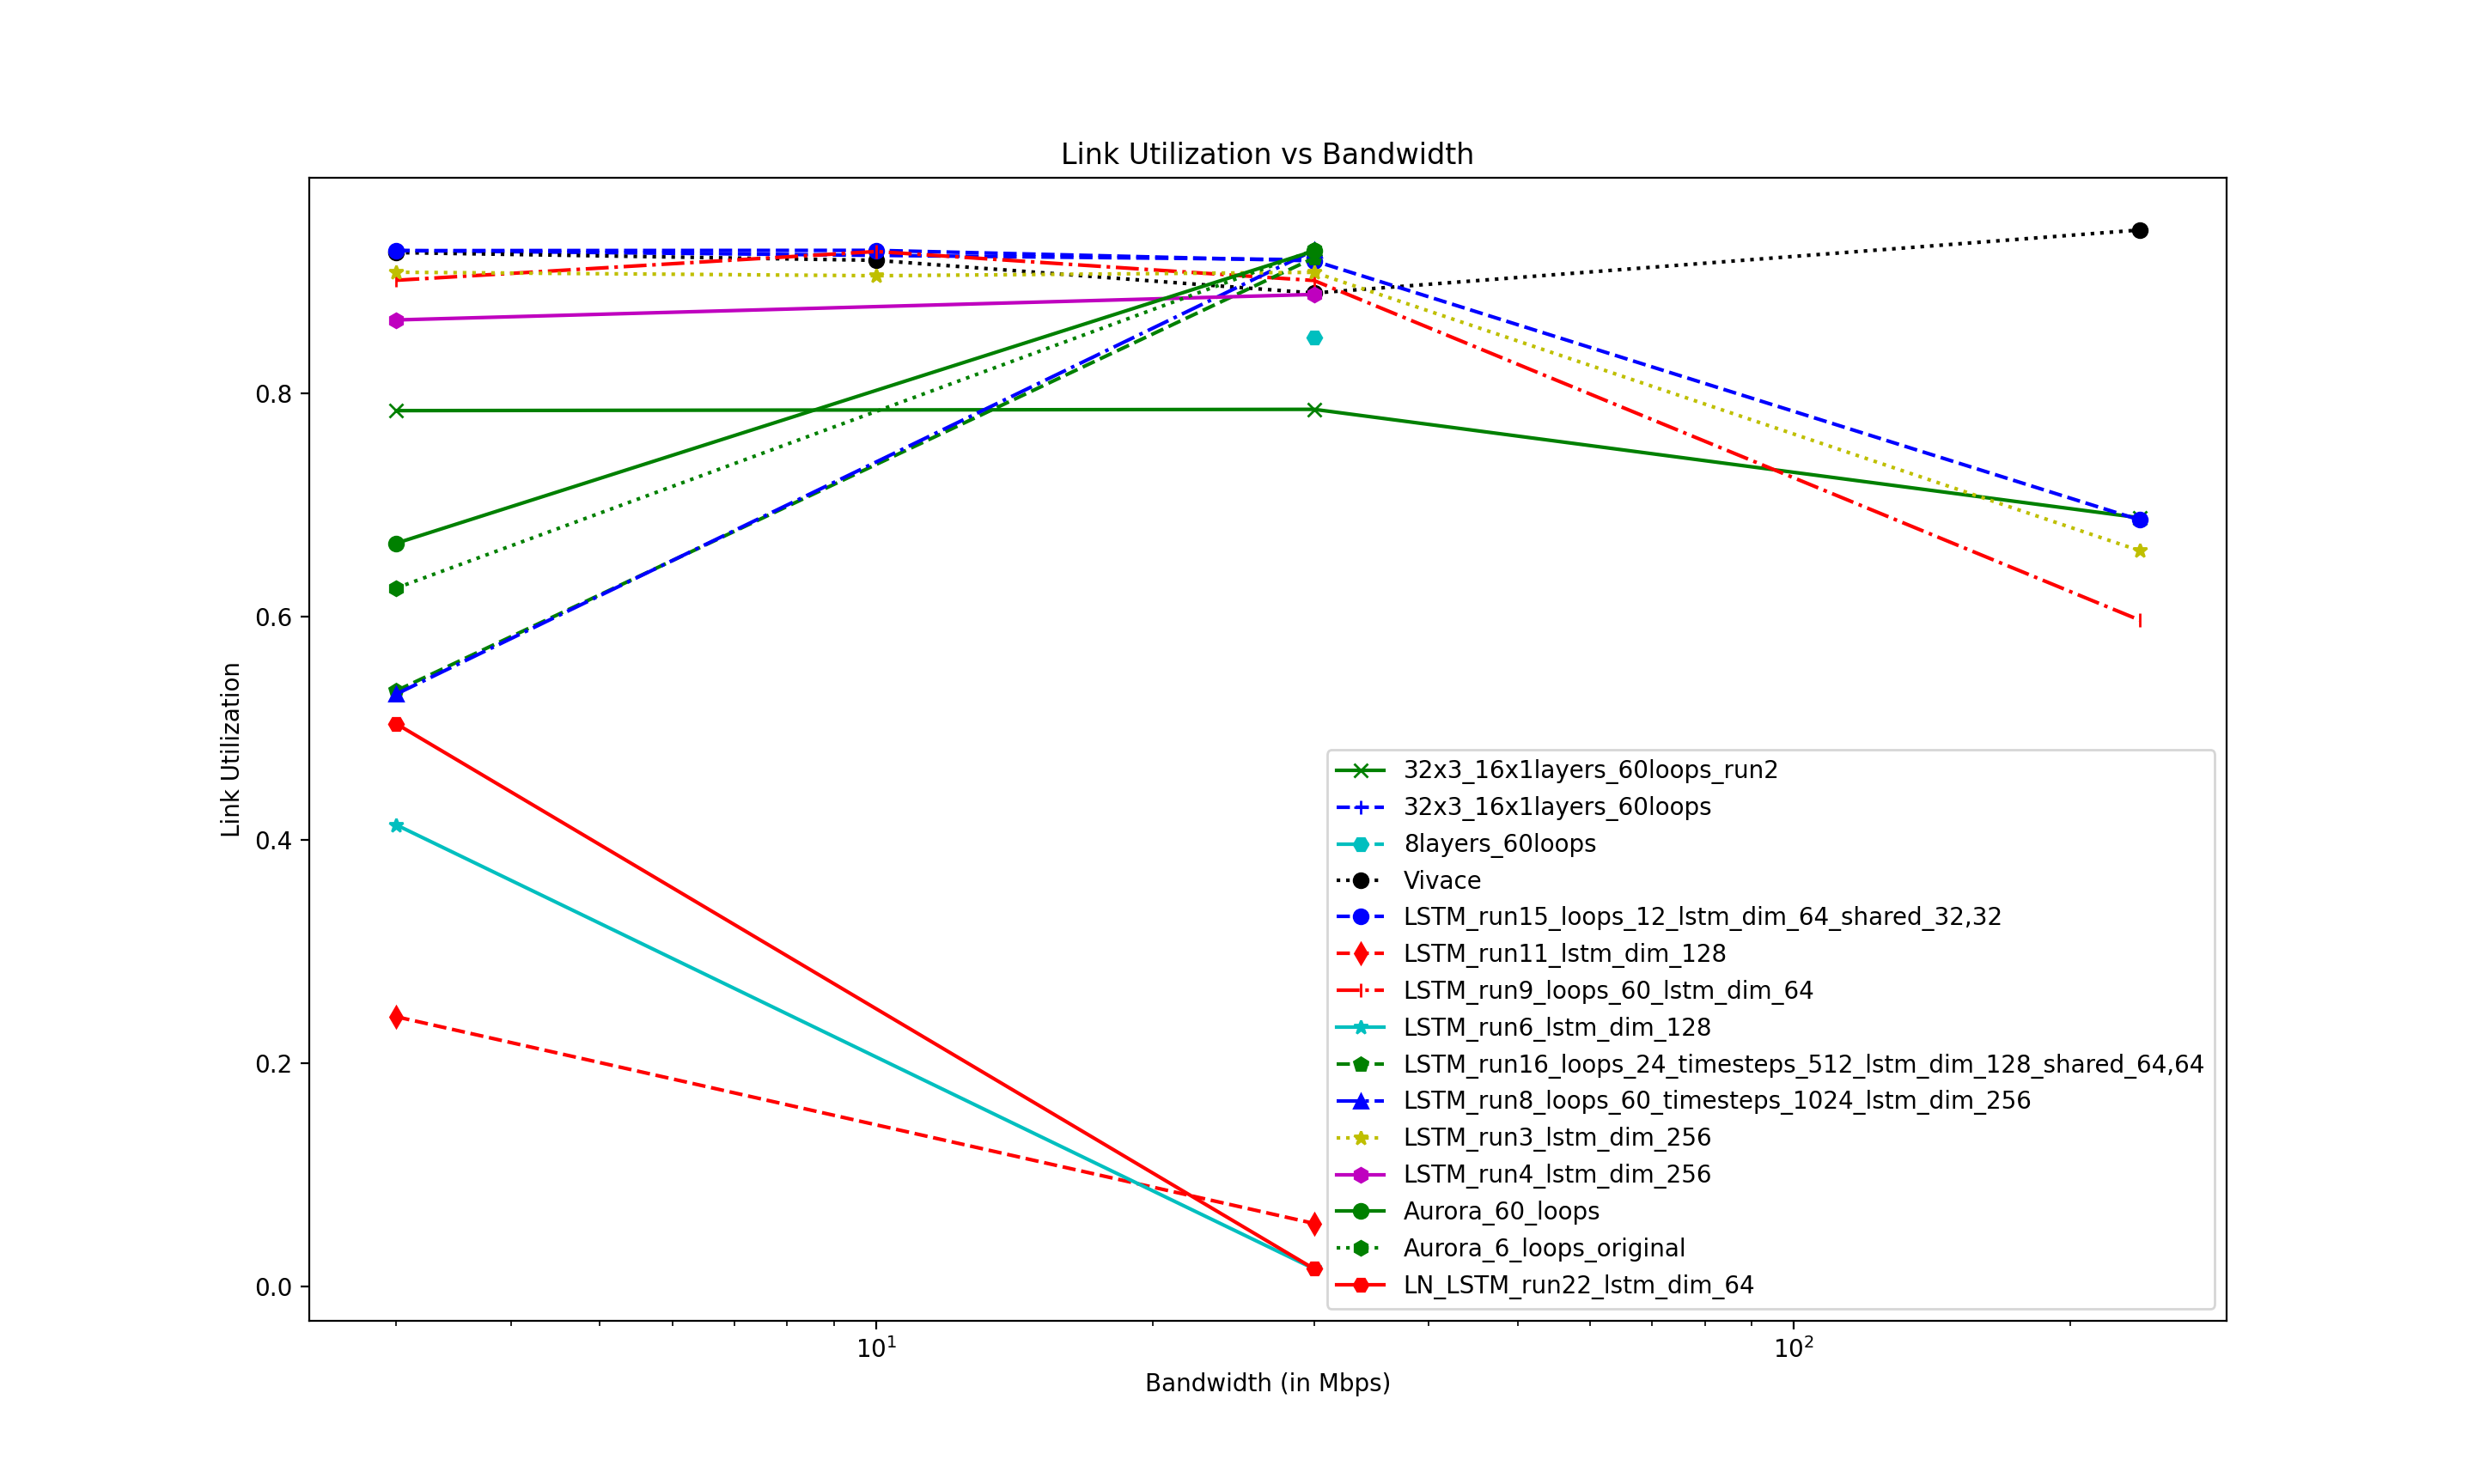 Link Utilization vs Bandwidth
Link Utilization
0.8
0.6
0.4
0.2
0.0
32x3_16x1layers_60loops_run2
32x3_16x1layers_60loops
8layers_60loops
Vivace
LSTM_run15_loops_12_lstm_dim_64_shared_32,32
LSTM_run11_lstm_dim_128
LSTM_run9_loops_60_lstm_dim_64
LSTM_run6_lstm_dim_128
LSTM_run16_loops_24_timesteps_512_lstm_dim_128_shared_64,64
LSTM_run8_loops_60_timesteps_1024_lstm_dim_256
LSTM_run3_lstm_dim_256
LSTM_run4_lstm_dim_256
Aurora_60_loops
Aurora_6_loops_original
LN_LSTM_run22_lstm_dim_64
10¹ 10²
Bandwidth (in Mbps)